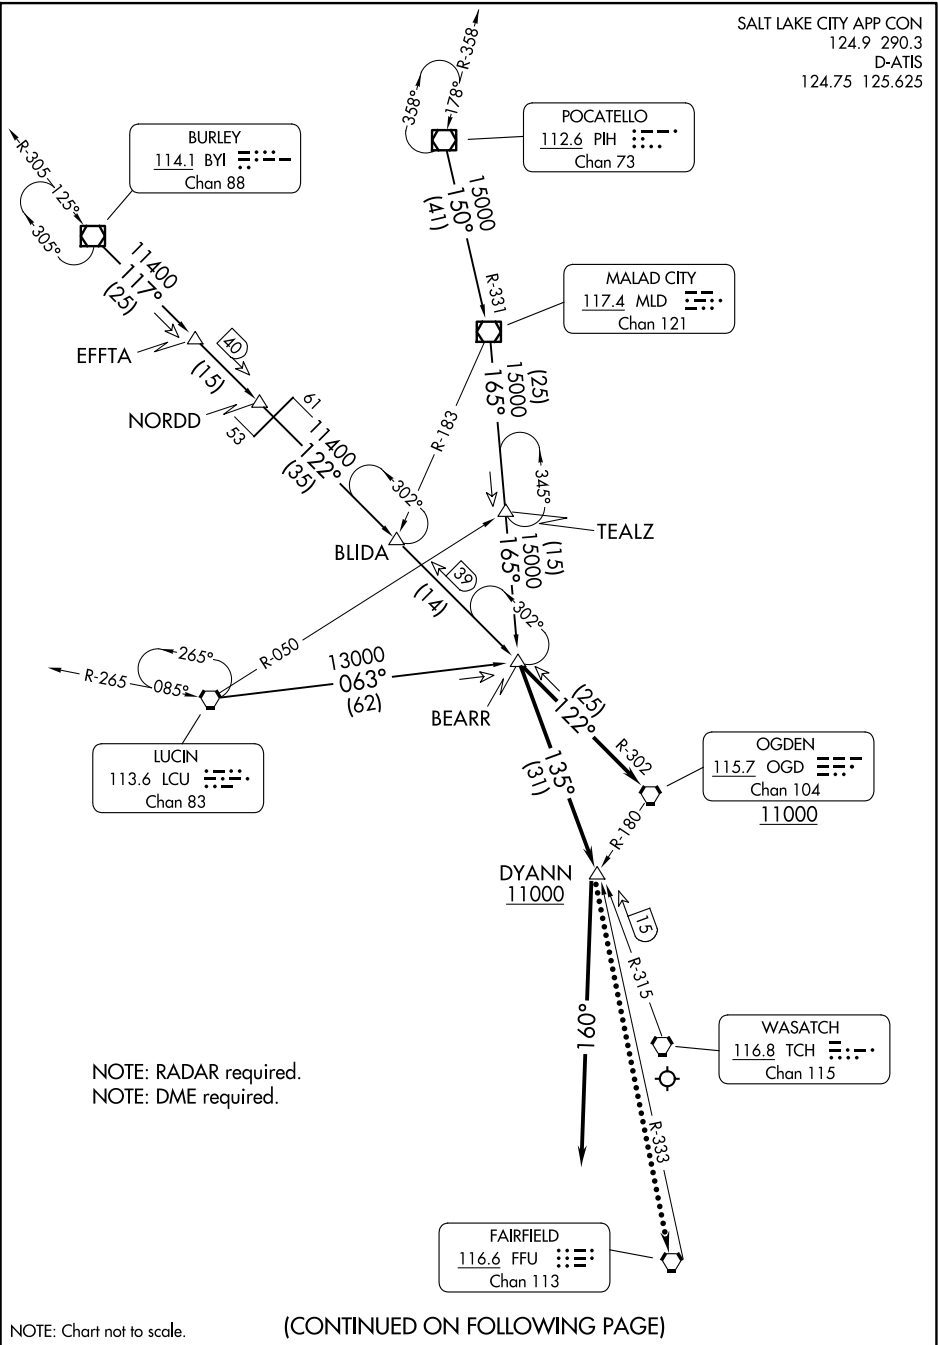 SALT LAKE CITY APP CON
124.9 290.3
D-ATIS
124.75 125.625
R-358
178°
358°
POCATELLO
112.6 PIH
Chan 73
BURLEY
114.1 BYI
Chan 88
R-305
125°
305°
15000
150°
(41)
R-331
MALAD CITY
117.4 MLD
Chan 121
11400
117°
(25)
EFFTA
40
(15)
NORDD
53
61
11400
122°
(35)
R-183
(25)
15000
165°
302°
345°
TEALZ
BLIDA
(15)
15000
165°
39
(14)
302°
R-050
265°
R-265
085°
13000
063°
(62)
BEARR
(25)
122°
R-302
LUCIN
113.6 LCU
Chan 83
135°
(31)
OGDEN
115.7 OGD
Chan 104
11000
R-180
DYANN
11000
15
R-315
160°
WASATCH
116.8 TCH
Chan 115
NOTE: RADAR required.
NOTE: DME required.
R-333
FAIRFIELD
116.6 FFU
Chan 113
NOTE: Chart not to scale.
(CONTINUED ON FOLLOWING PAGE)